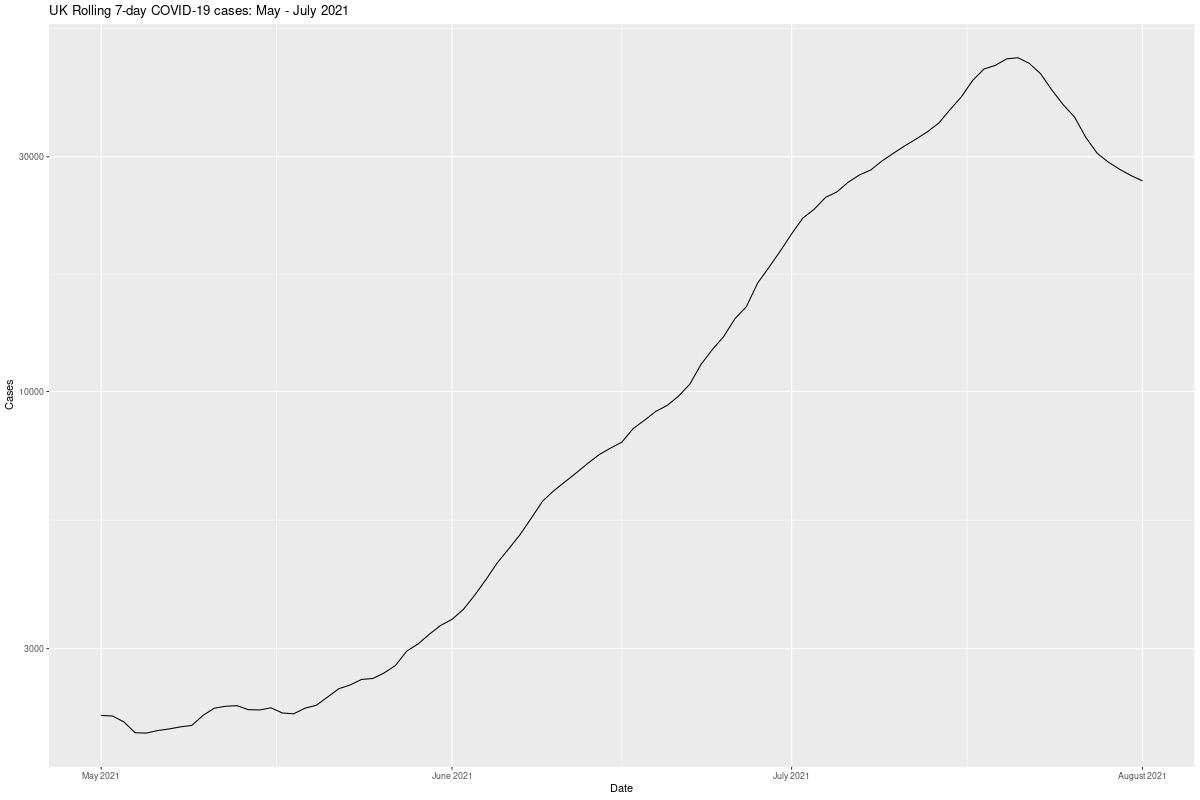 UK Rolling 7-day COVID-19 cases: May - July 2021
30000
10000
3000
Cases
May 2021
June 2021
July 2021
August 2021
Date